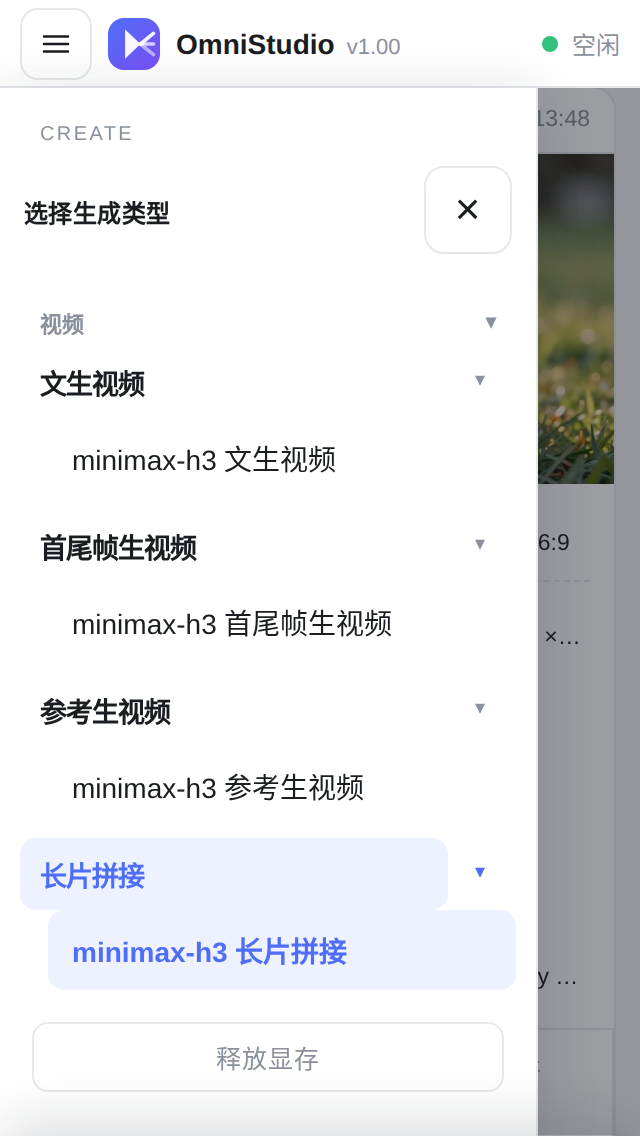 OmniStudio v1.00
空闲
13:48
CREATE
选择生成类型
视频
文生视频
minimax-h3 文生视频
首尾帧生视频
6:9
minimax-h3 首尾帧生视频
×...
参考生视频
minimax-h3 参考生视频
长片拼接
minimax-h3 长片拼接
y ...
释放显存